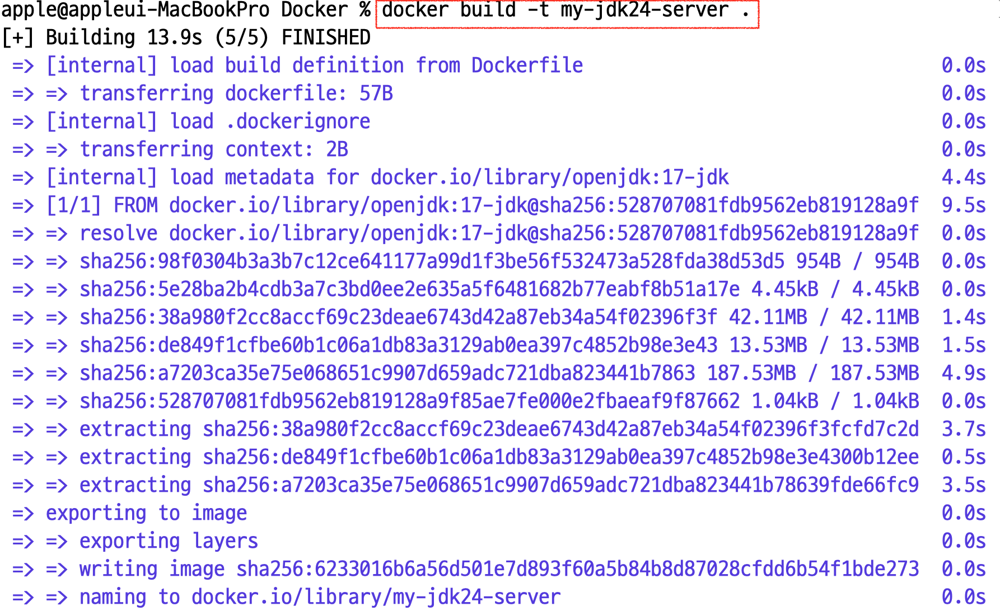 apple@appleui-MacBookPro Docker % docker build -t my-jdk24-server .
[+] Building 13.9s (5/5) FINISHED
=> [internal] load build definition from Dockerfile 0.0s
=> => transferring dockerfile: 57B 0.0s
=> [internal] load .dockerignore 0.0s
=> => transferring context: 2B 0.0s
=> [internal] load metadata for docker.io/library/openjdk:17-jdk 4.4s
=> [1/1] FROM docker.io/library/openjdk:17-jdk@sha256:528707081fdb9562eb819128a9f 9.5s
=> => resolve docker.io/library/openjdk:17-jdk@sha256:528707081fdb9562eb819128a9f 0.0s
=> => sha256:98f0304b3a3b7c12ce641177a99d1f3be56f532473a528fda38d53d5 954B / 954B 0.0s
=> => sha256:5e28ba2b4cdb3a7c3bd0ee2e635a5f6481682b77eabf8b51a17e 4.45kB / 4.45kB 0.0s
=> => sha256:38a980f2cc8accf69c23deae6743d42a87eb34a54f02396f3f 42.11MB / 42.11MB 1.4s
=> => sha256:de849f1cfbe60b1c06a1db83a3129ab0ea397c4852b98e3e43 13.53MB / 13.53MB 1.5s
=> => sha256:a7203ca35e75e068651c9907d659adc721dba823441b7863 187.53MB / 187.53MB 4.9s
=> => sha256:528707081fdb9562eb819128a9f85ae7fe000e2fbaeaf9f87662 1.04kB / 1.04kB 0.0s
=> => extracting sha256:38a980f2cc8accf69c23deae6743d42a87eb34a54f02396f3fcfd7c2d 3.7s
=> => extracting sha256:de849f1cfbe60b1c06a1db83a3129ab0ea397c4852b98e3e4300b12ee 0.5s
=> => extracting sha256:a7203ca35e75e068651c9907d659adc721dba823441b78639fde66fc9 3.5s
=> exporting to image 0.0s
=> => exporting layers 0.0s
=> => writing image sha256:6233016b6a56d501e7d893f60a5b84b8d87028cfdd6b54f1bde273 0.0s
=> => naming to docker.io/library/my-jdk24-server 0.0s